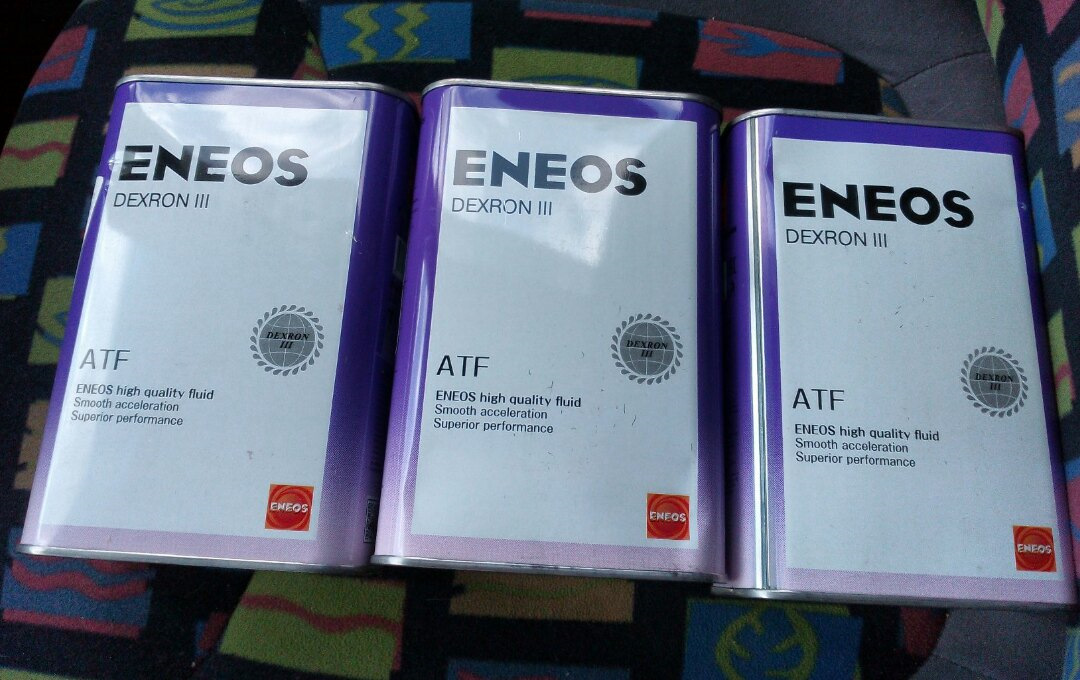 ENEOS
DEXRON III
DEXRON
III
ATF
ENEOS high quality fluid
Smooth acceleration
Superior performance
ENEOS
ENEOS
DEXRON III
DEXRON
III
ATF
ENEOS high quality fluid
Smooth acceleration
Superior performance
ENEOS
ENEOS
DEXRON III
DEXRON
III
ATF
ENEOS high quality fluid
Smooth acceleration
Superior performance
ENEOS